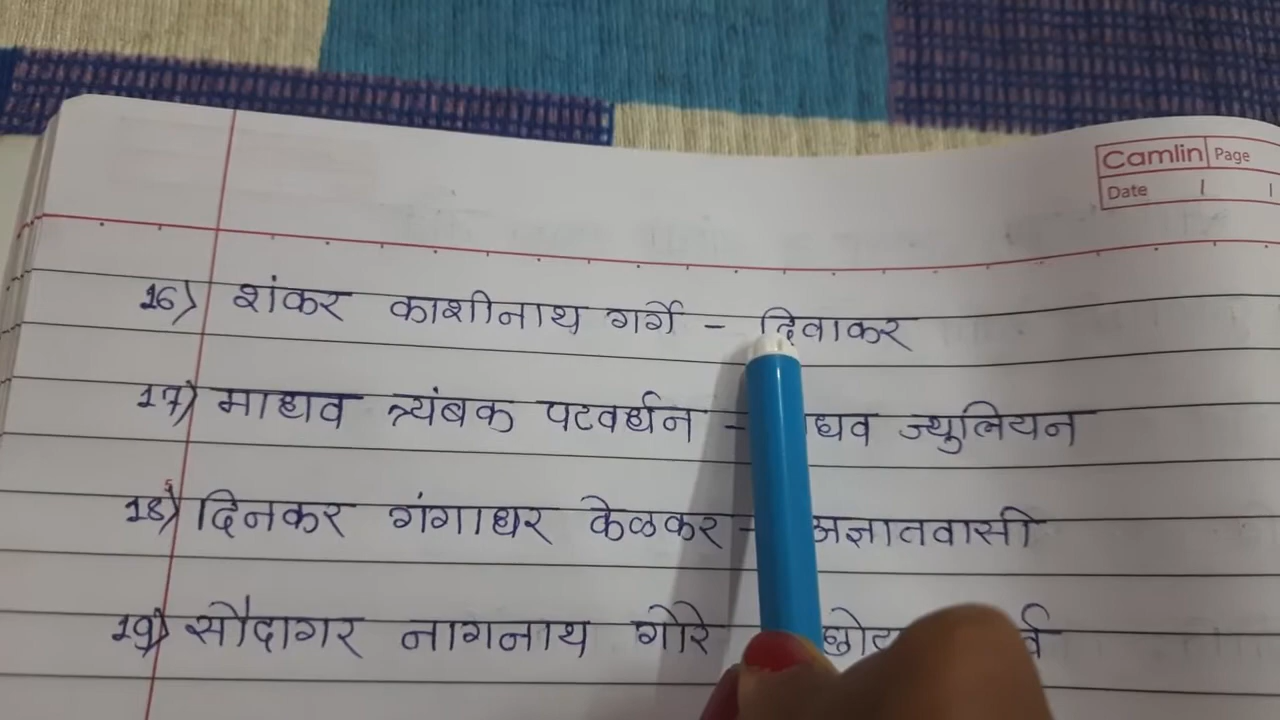 Camlin Page
Date
16) शंकर काशीनाथ गर्गे - दिवाकर
17) माधव त्र्यंबक पटवर्धन - धव ज्युलियन
18) दिनकर गंगाधर केळकर - अज्ञातवासी
19) सौदागर नागनाथ गोरे